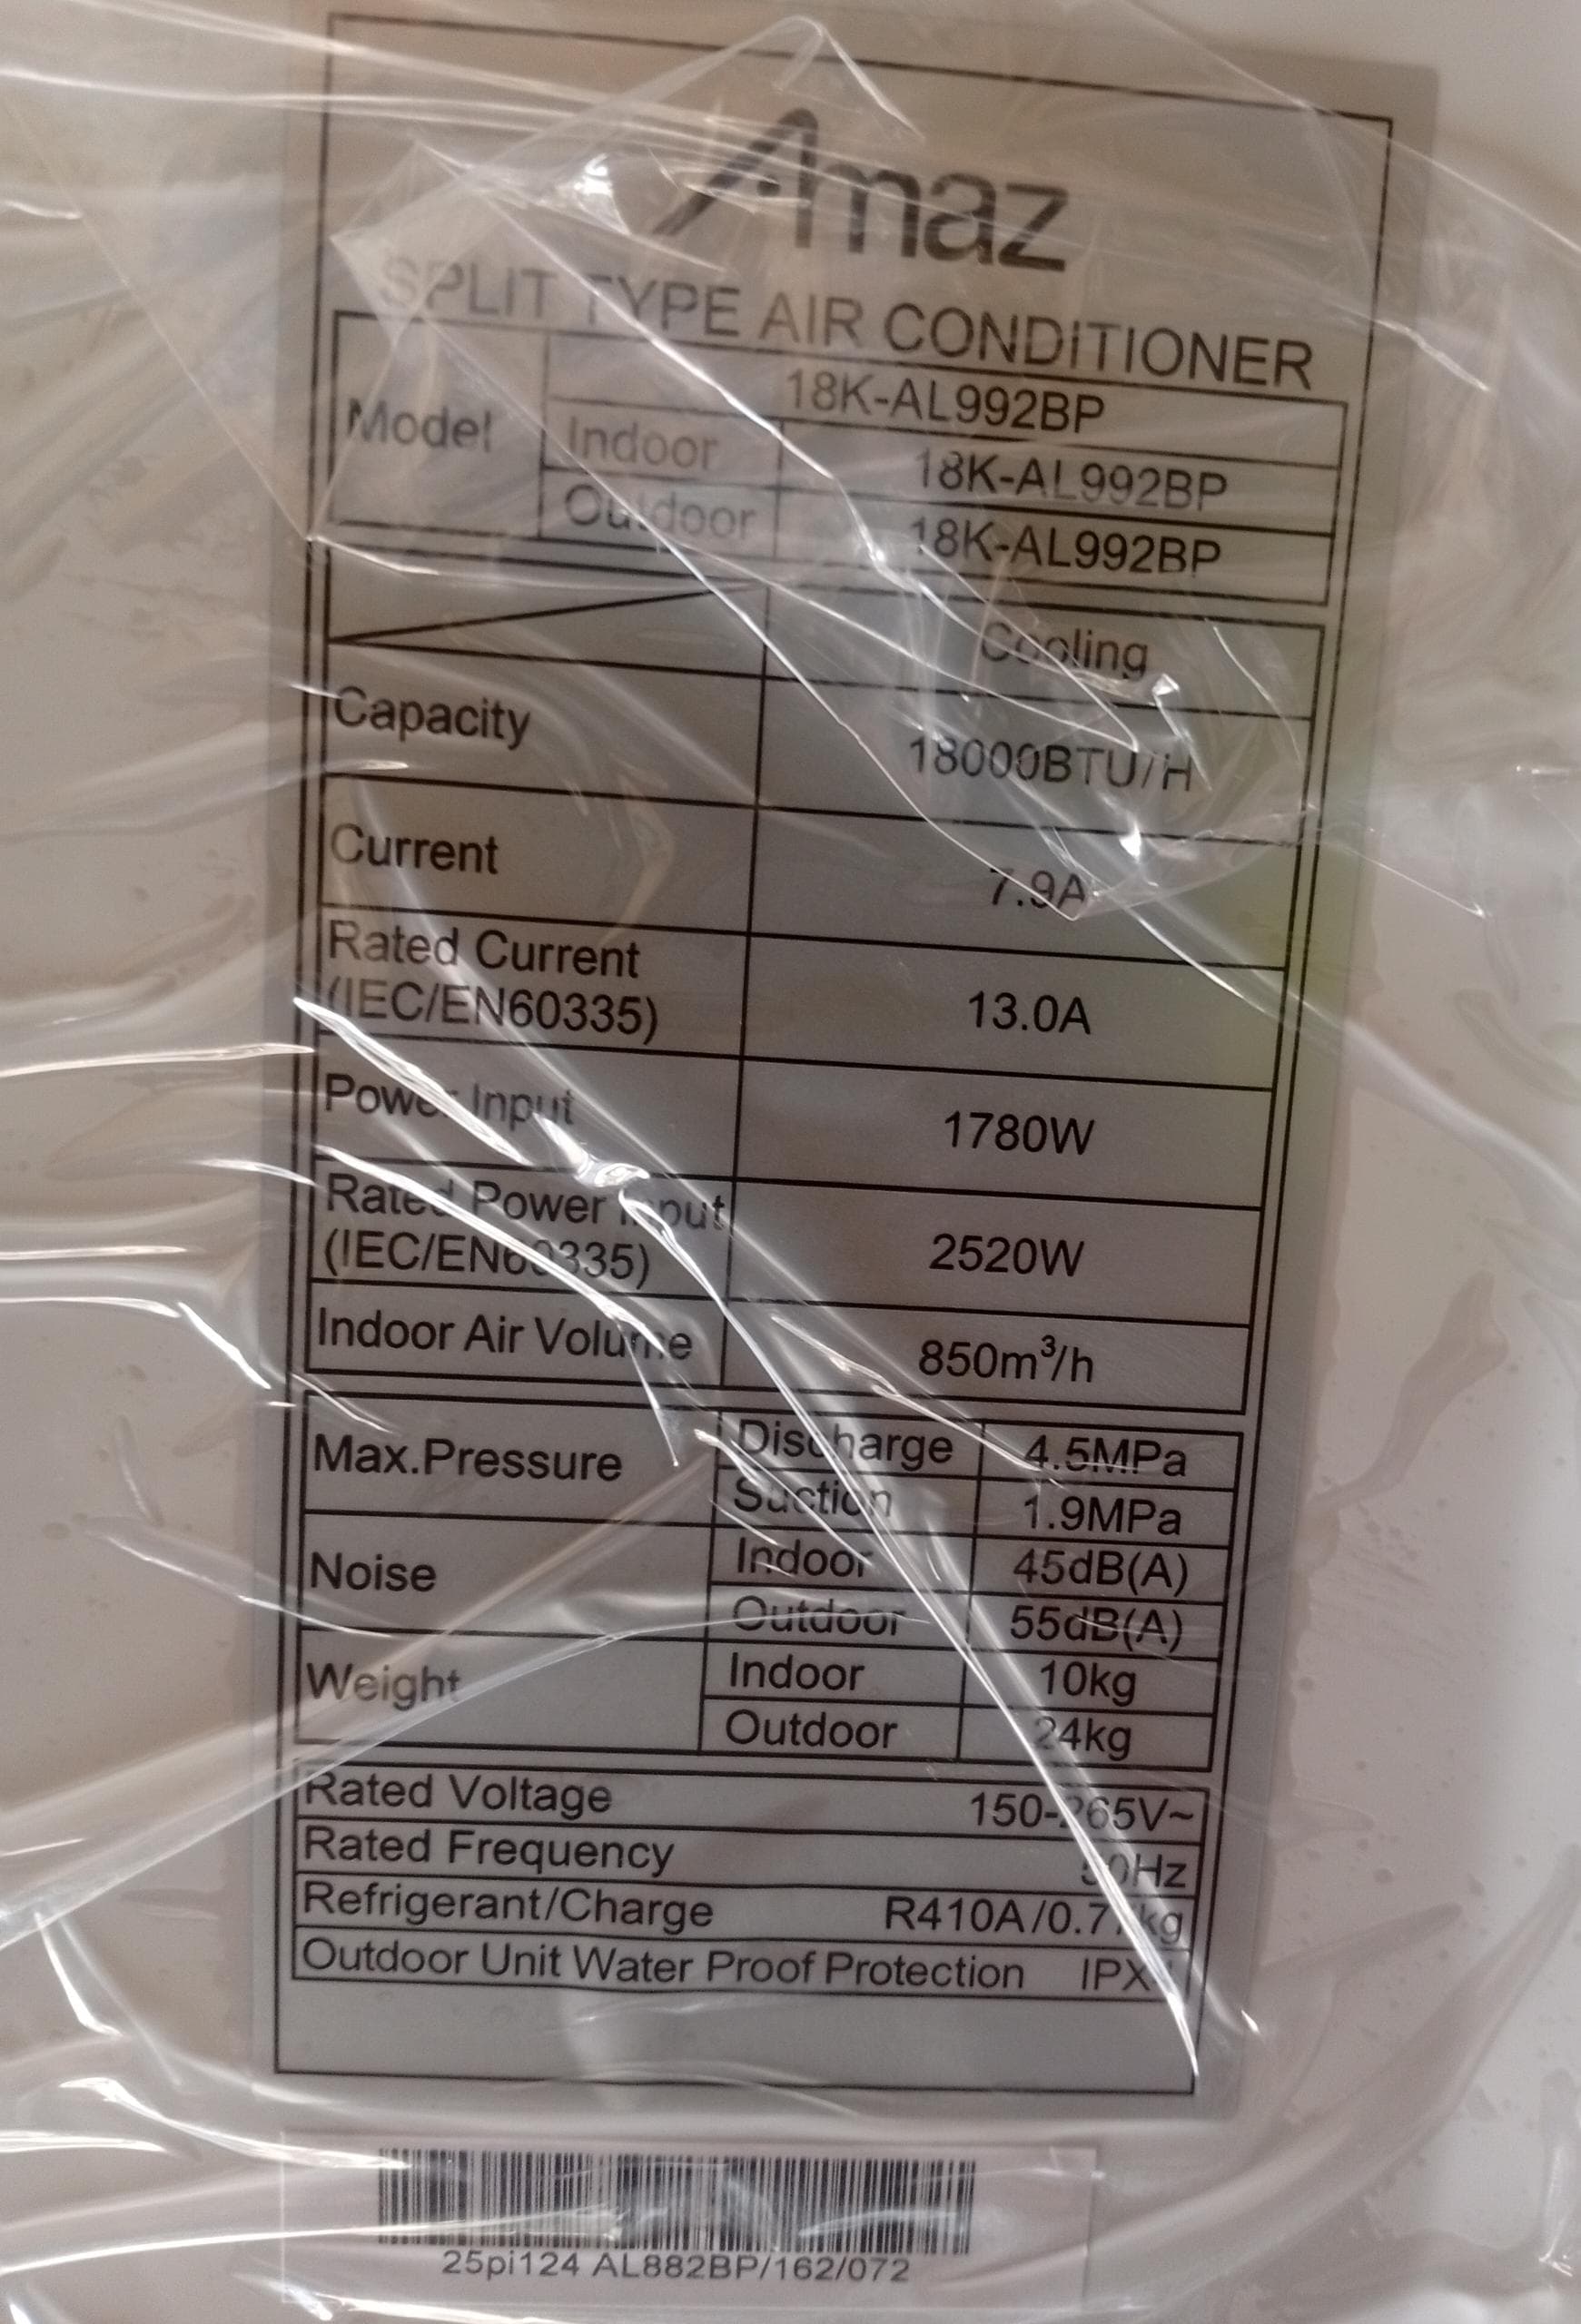 Amaz
SPLIT TYPE AIR CONDITIONER
Model
18K-AL992BP
Indoor 18K-AL992BP
Outdoor 18K-AL992BP
Cooling
Capacity 18000BTU/H
Current 7.9A
Rated Current
(IEC/EN60335) 13.0A
Power Input 1780W
Rated Power Input
(IEC/EN60335) 2520W
Indoor Air Volume 850m³/h
Max.Pressure Discharge 4.5MPa
Suction 1.9MPa
Noise Indoor 45dB(A)
Outdoor 55dB(A)
Weight Indoor 10kg
Outdoor 24kg
Rated Voltage 150-265V~
Rated Frequency 50Hz
Refrigerant/Charge
Outdoor Unit Water Proof Protection
25pi124 AL882BP/162/072